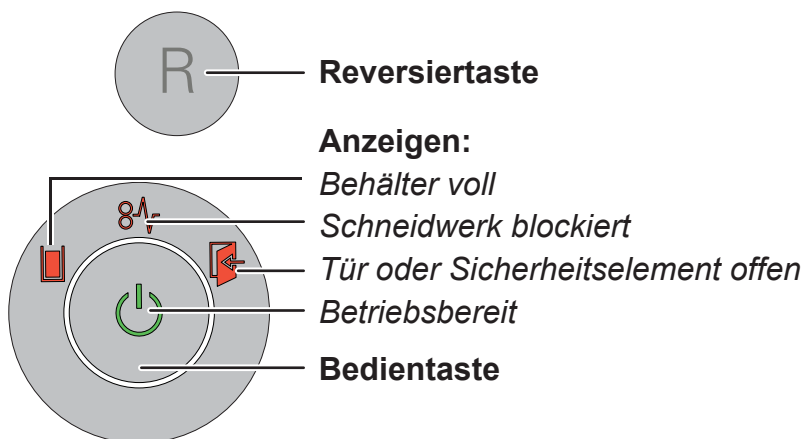 R
Reversiertaste
Anzeigen:
Behälter voll
Schneidwerk blockiert
Tür oder Sicherheitselement offen
Betriebsbereit
Bedientaste